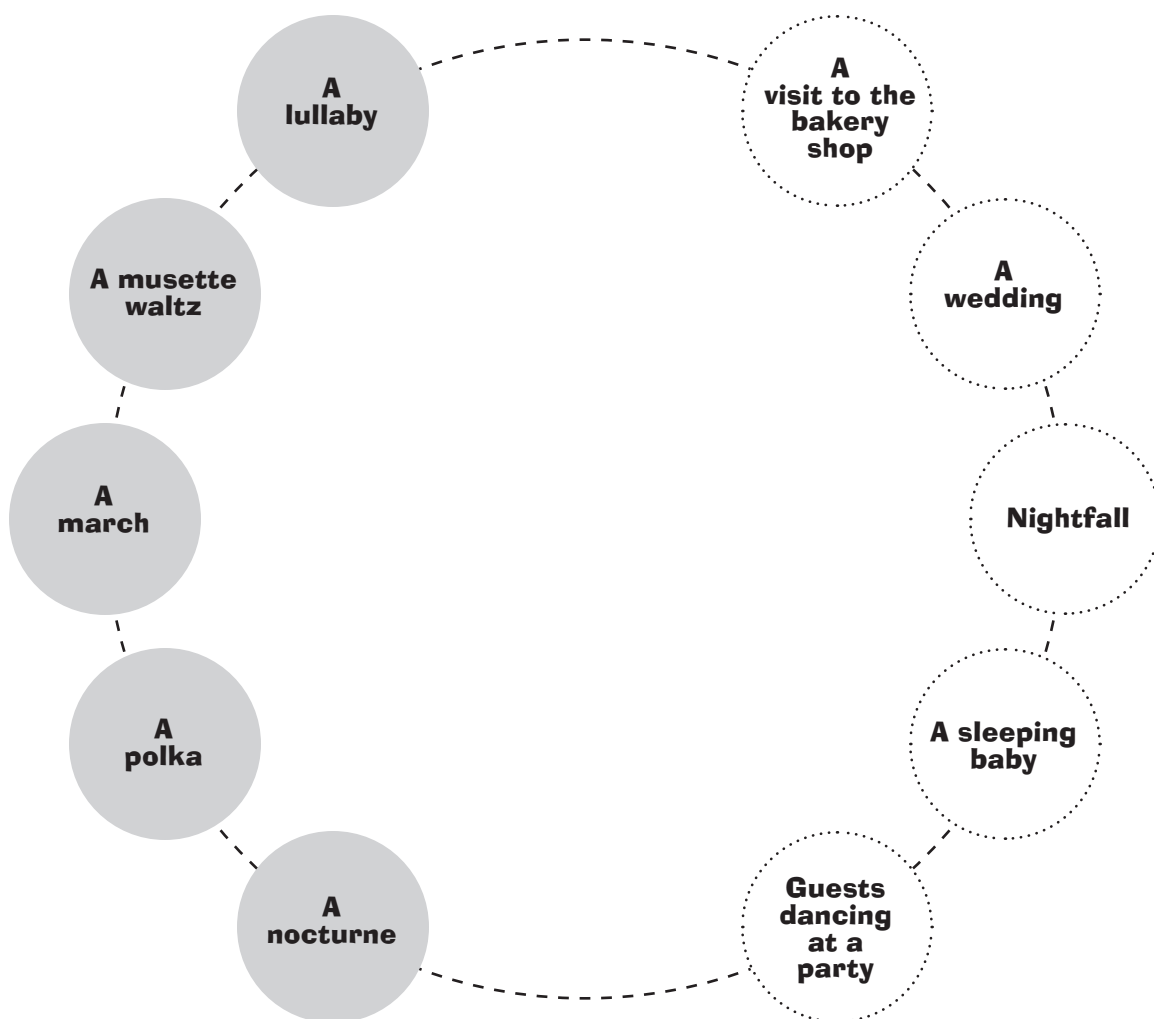 A
lullaby
A
visit to the
bakery
shop
A musette
waltz
A
wedding
A
march
Nightfall
A
polka
A sleeping
baby
A
nocturne
Guests
dancing
at a
party